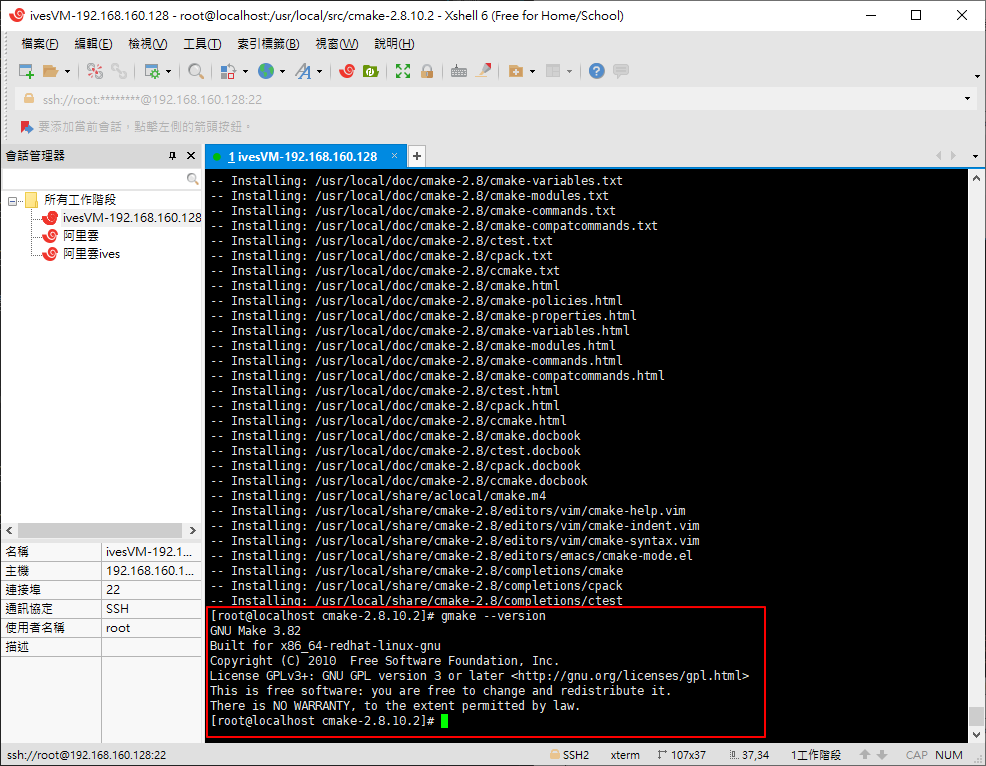 ivesVM-192.168.160.128 - root@localhost:/usr/local/src/cmake-2.8.10.2 - Xshell 6 (Free for Home/School)
檔案(F) 編輯(E) 檢視(V) 工具(T) 索引標籤(B) 視窗(W) 說明(H)
ssh://root:********@192.168.160.128:22
要添加當前會話，點擊左側的箭頭按鈕。
會話管理器
所有工作階段
ivesVM-192.168.160.128
阿里雲
阿里雲ives
名稱 ivesVM-192.1...
主機 192.168.160.1...
連接埠 22
通訊協定 SSH
使用者名稱 root
描述
1 ivesVM-192.168.160.128
-- Installing: /usr/local/doc/cmake-2.8/cmake-variables.txt
-- Installing: /usr/local/doc/cmake-2.8/cmake-modules.txt
-- Installing: /usr/local/doc/cmake-2.8/cmake-commands.txt
-- Installing: /usr/local/doc/cmake-2.8/cmake-compatcommands.txt
-- Installing: /usr/local/doc/cmake-2.8/ctest.txt
-- Installing: /usr/local/doc/cmake-2.8/cpack.txt
-- Installing: /usr/local/doc/cmake-2.8/ccmake.txt
-- Installing: /usr/local/doc/cmake-2.8/cmake.html
-- Installing: /usr/local/doc/cmake-2.8/cmake-policies.html
-- Installing: /usr/local/doc/cmake-2.8/cmake-properties.html
-- Installing: /usr/local/doc/cmake-2.8/cmake-variables.html
-- Installing: /usr/local/doc/cmake-2.8/cmake-modules.html
-- Installing: /usr/local/doc/cmake-2.8/cmake-commands.html
-- Installing: /usr/local/doc/cmake-2.8/cmake-compatcommands.html
-- Installing: /usr/local/doc/cmake-2.8/ctest.html
-- Installing: /usr/local/doc/cmake-2.8/cpack.html
-- Installing: /usr/local/doc/cmake-2.8/ccmake.html
-- Installing: /usr/local/doc/cmake-2.8/cmake.docbook
-- Installing: /usr/local/doc/cmake-2.8/ctest.docbook
-- Installing: /usr/local/doc/cmake-2.8/cpack.docbook
-- Installing: /usr/local/doc/cmake-2.8/ccmake.docbook
-- Installing: /usr/local/share/aclocal/cmake.m4
-- Installing: /usr/local/share/cmake-2.8/editors/vim/cmake-help.vim
-- Installing: /usr/local/share/cmake-2.8/editors/vim/cmake-indent.vim
-- Installing: /usr/local/share/cmake-2.8/editors/vim/cmake-syntax.vim
-- Installing: /usr/local/share/cmake-2.8/editors/emacs/cmake-mode.el
-- Installing: /usr/local/share/cmake-2.8/completions/cmake
-- Installing: /usr/local/share/cmake-2.8/completions/cpack
-- Installing: /usr/local/share/cmake-2.8/completions/ctest
[root@localhost cmake-2.8.10.2]# gmake --version
GNU Make 3.82
Built for x86_64-redhat-linux-gnu
Copyright (C) 2010  Free Software Foundation, Inc.
License GPLv3+: GNU GPL version 3 or later <http://gnu.org/licenses/gpl.html>
This is free software: you are free to change and redistribute it.
There is NO WARRANTY, to the extent permitted by law.
[root@localhost cmake-2.8.10.2]#
ssh://root@192.168.160.128:22 SSH2 xterm 107x37 37,34 1工作階段 CAP NUM